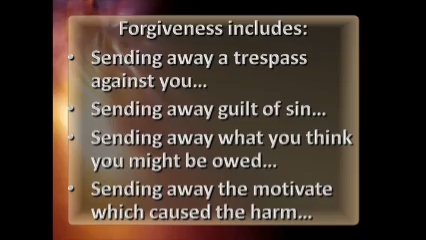 Forgiveness includes:
• Sending away a trespass
against you...
• Sending away guilt of sin...
• Sending away what you think
you might be owed...
• Sending away the motivate
which caused the harm...